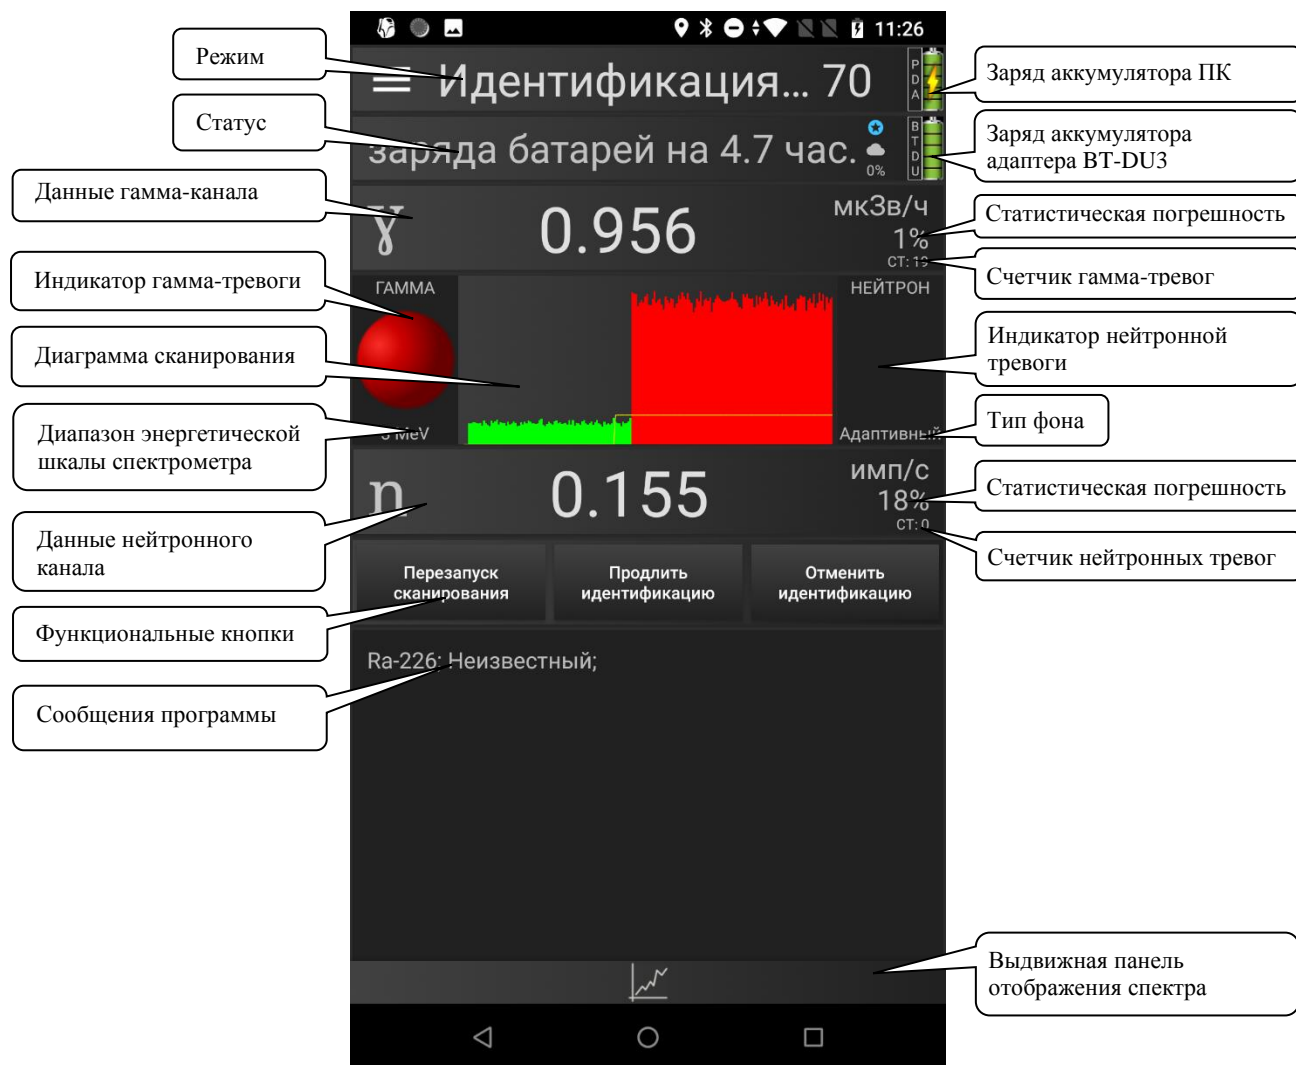 11:26
Режим
Идентификация... 70
PDA
Заряд аккумулятора ПК
Статус
заряда батарей на 4.7 час.
0%
BTDU
Заряд аккумулятора
адаптера BT-DU3
Данные гамма-канала
γ
0.956
мкЗв/ч
1%
CT: 19
Статистическая погрешность
Счетчик гамма-тревог
Индикатор гамма-тревоги
ГАММА
НЕЙТРОН
Индикатор нейтронной
тревоги
Диаграмма сканирования
Диапазон энергетической
шкалы спектрометра
MeV
Адаптивный
Тип фона
Данные нейтронного
канала
n
0.155
имп/с
18%
CT: 0
Статистическая погрешность
Счетчик нейтронных тревог
Перезапуск
сканирования
Продлить
идентификацию
Отменить
идентификацию
Функциональные кнопки
Ra-226; Неизвестный;
Сообщения программы
Выдвижная панель
отображения спектра